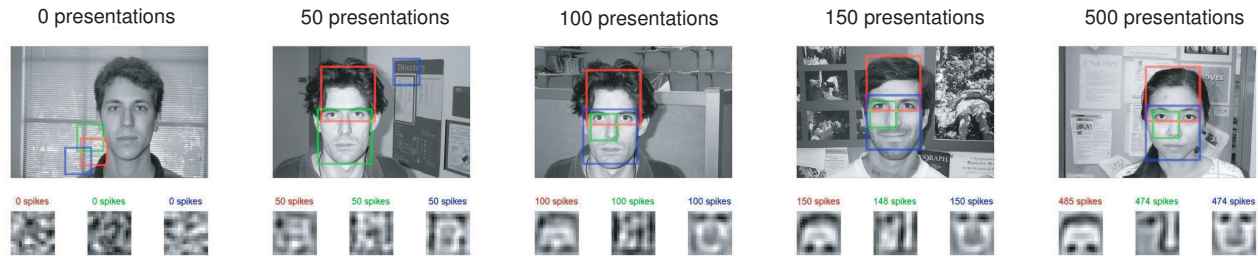 0 presentations
50 presentations
100 presentations
150 presentations
500 presentations
Directory
0 spikes
0 spikes
0 spikes
50 spikes
50 spikes
50 spikes
100 spikes
100 spikes
100 spikes
150 spikes
148 spikes
150 spikes
485 spikes
474 spikes
474 spikes